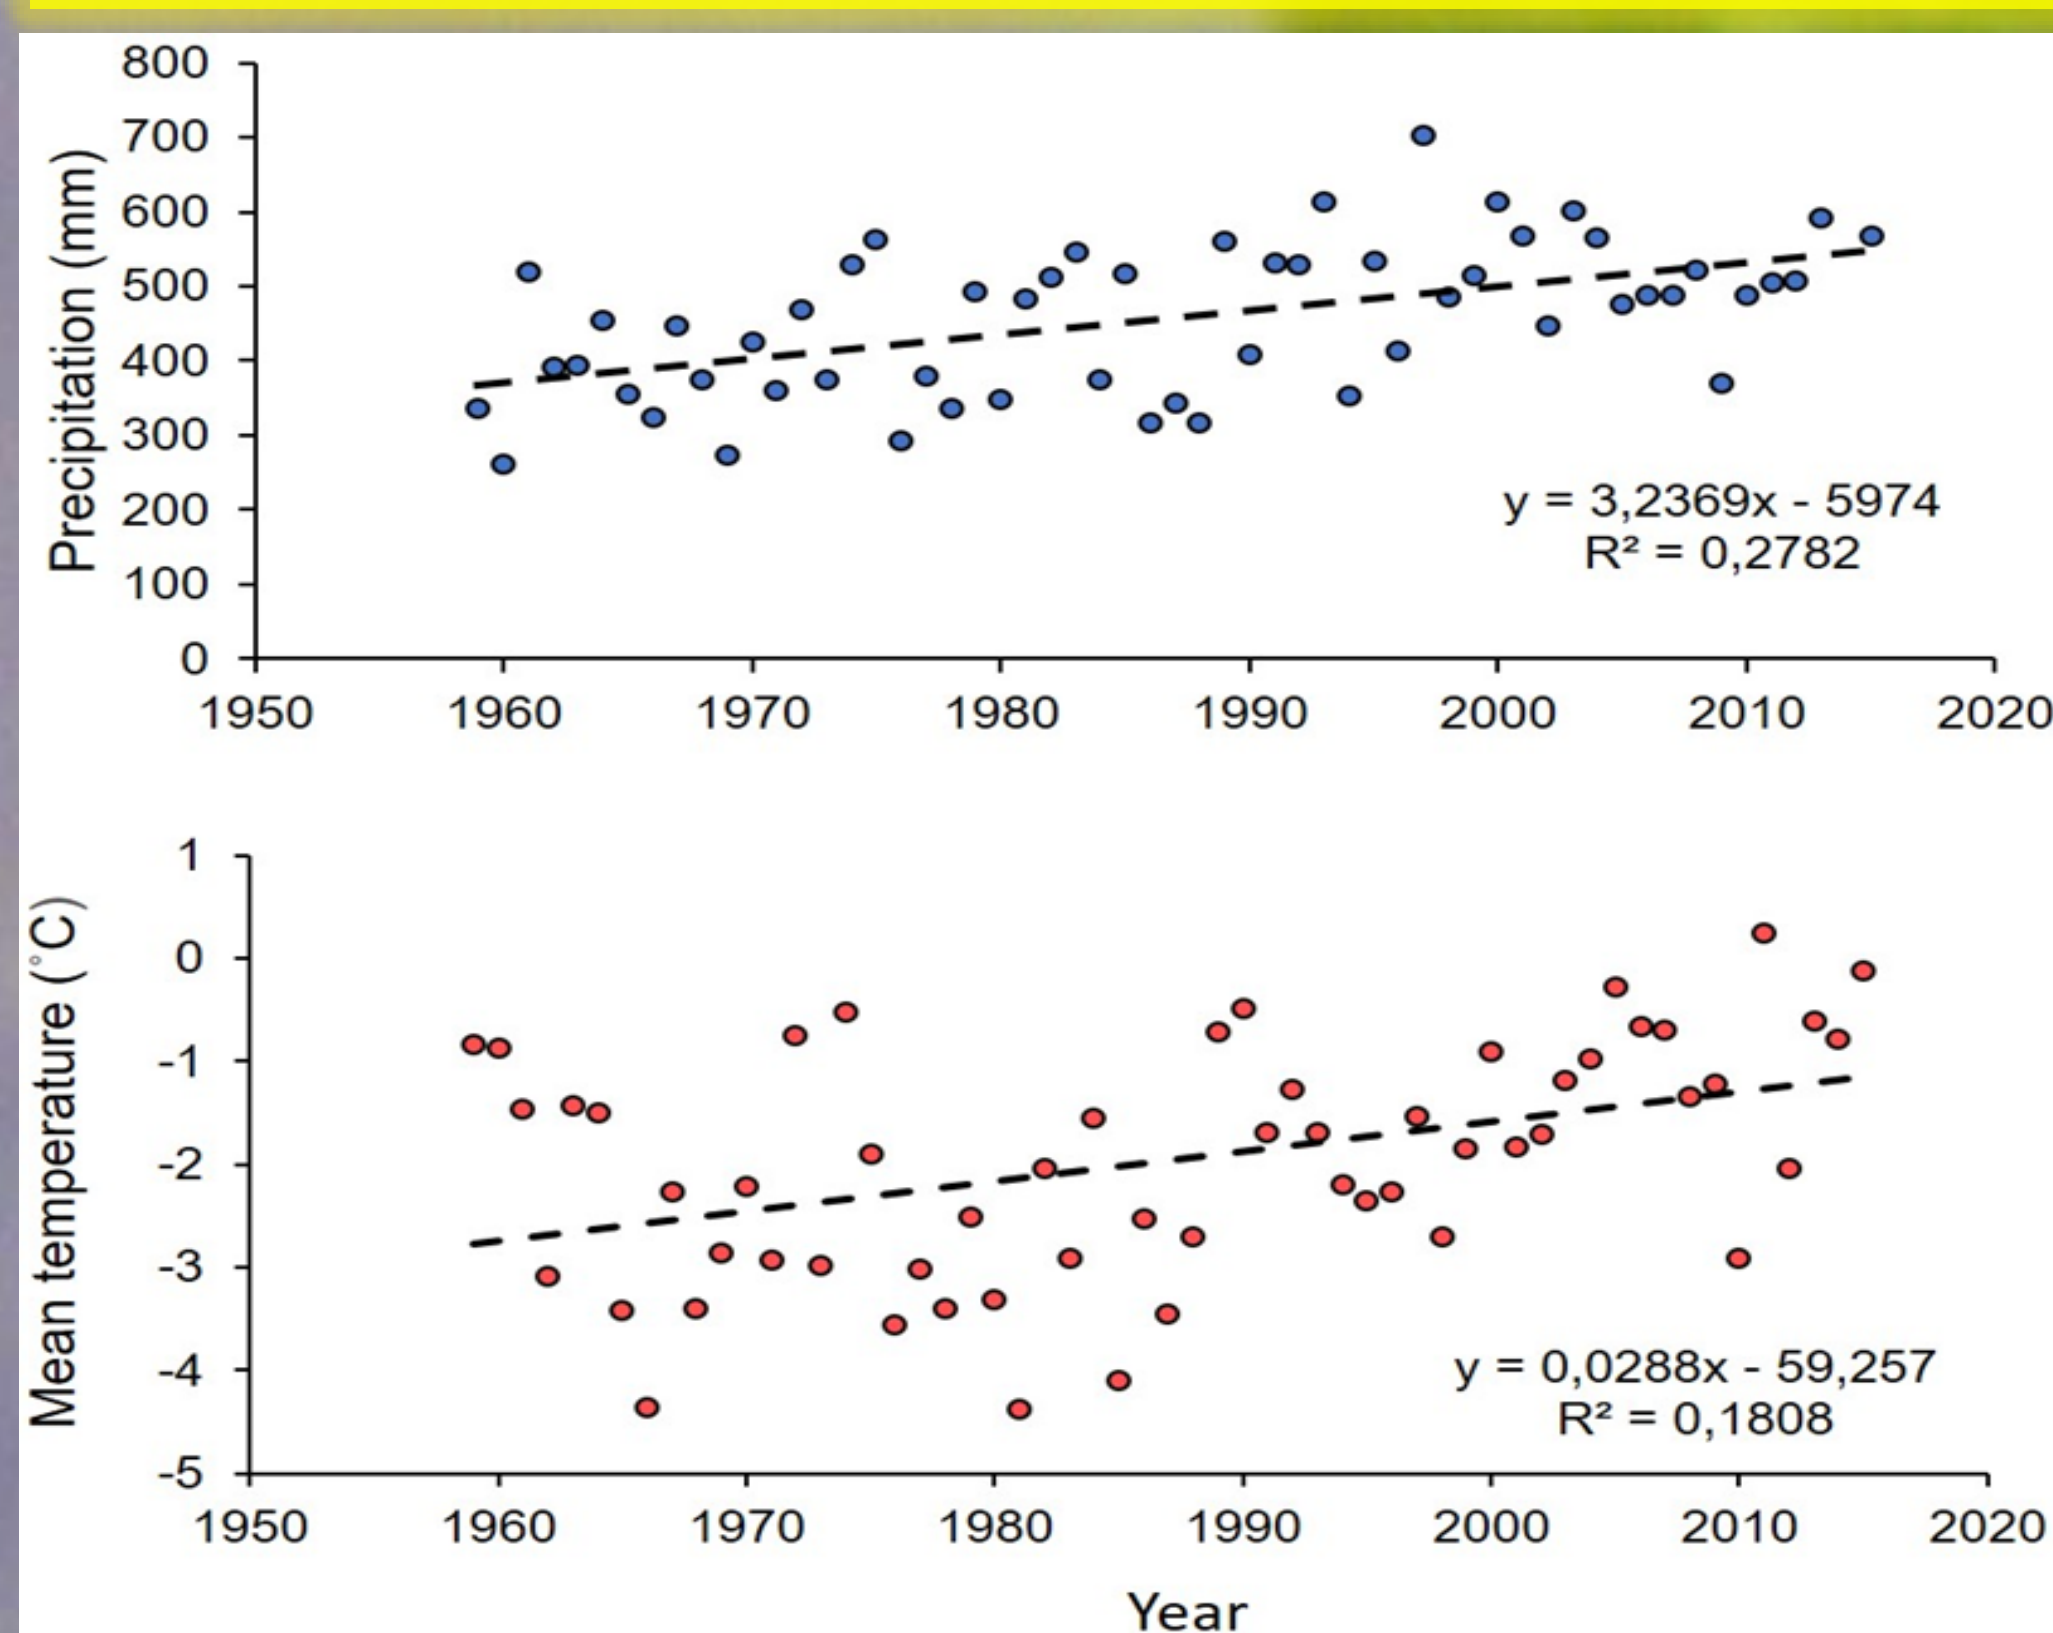 800
700
600
500
400
300
200
100
0
Precipitation (mm)
y = 3,2369x - 5974
R² = 0,2782
1950 1960 1970 1980 1990 2000 2010 2020
1
0
-1
-2
-3
-4
-5
Mean temperature (°C)
y = 0,0288x - 59,257
R² = 0,1808
1950 1960 1970 1980 1990 2000 2010 2020
Year